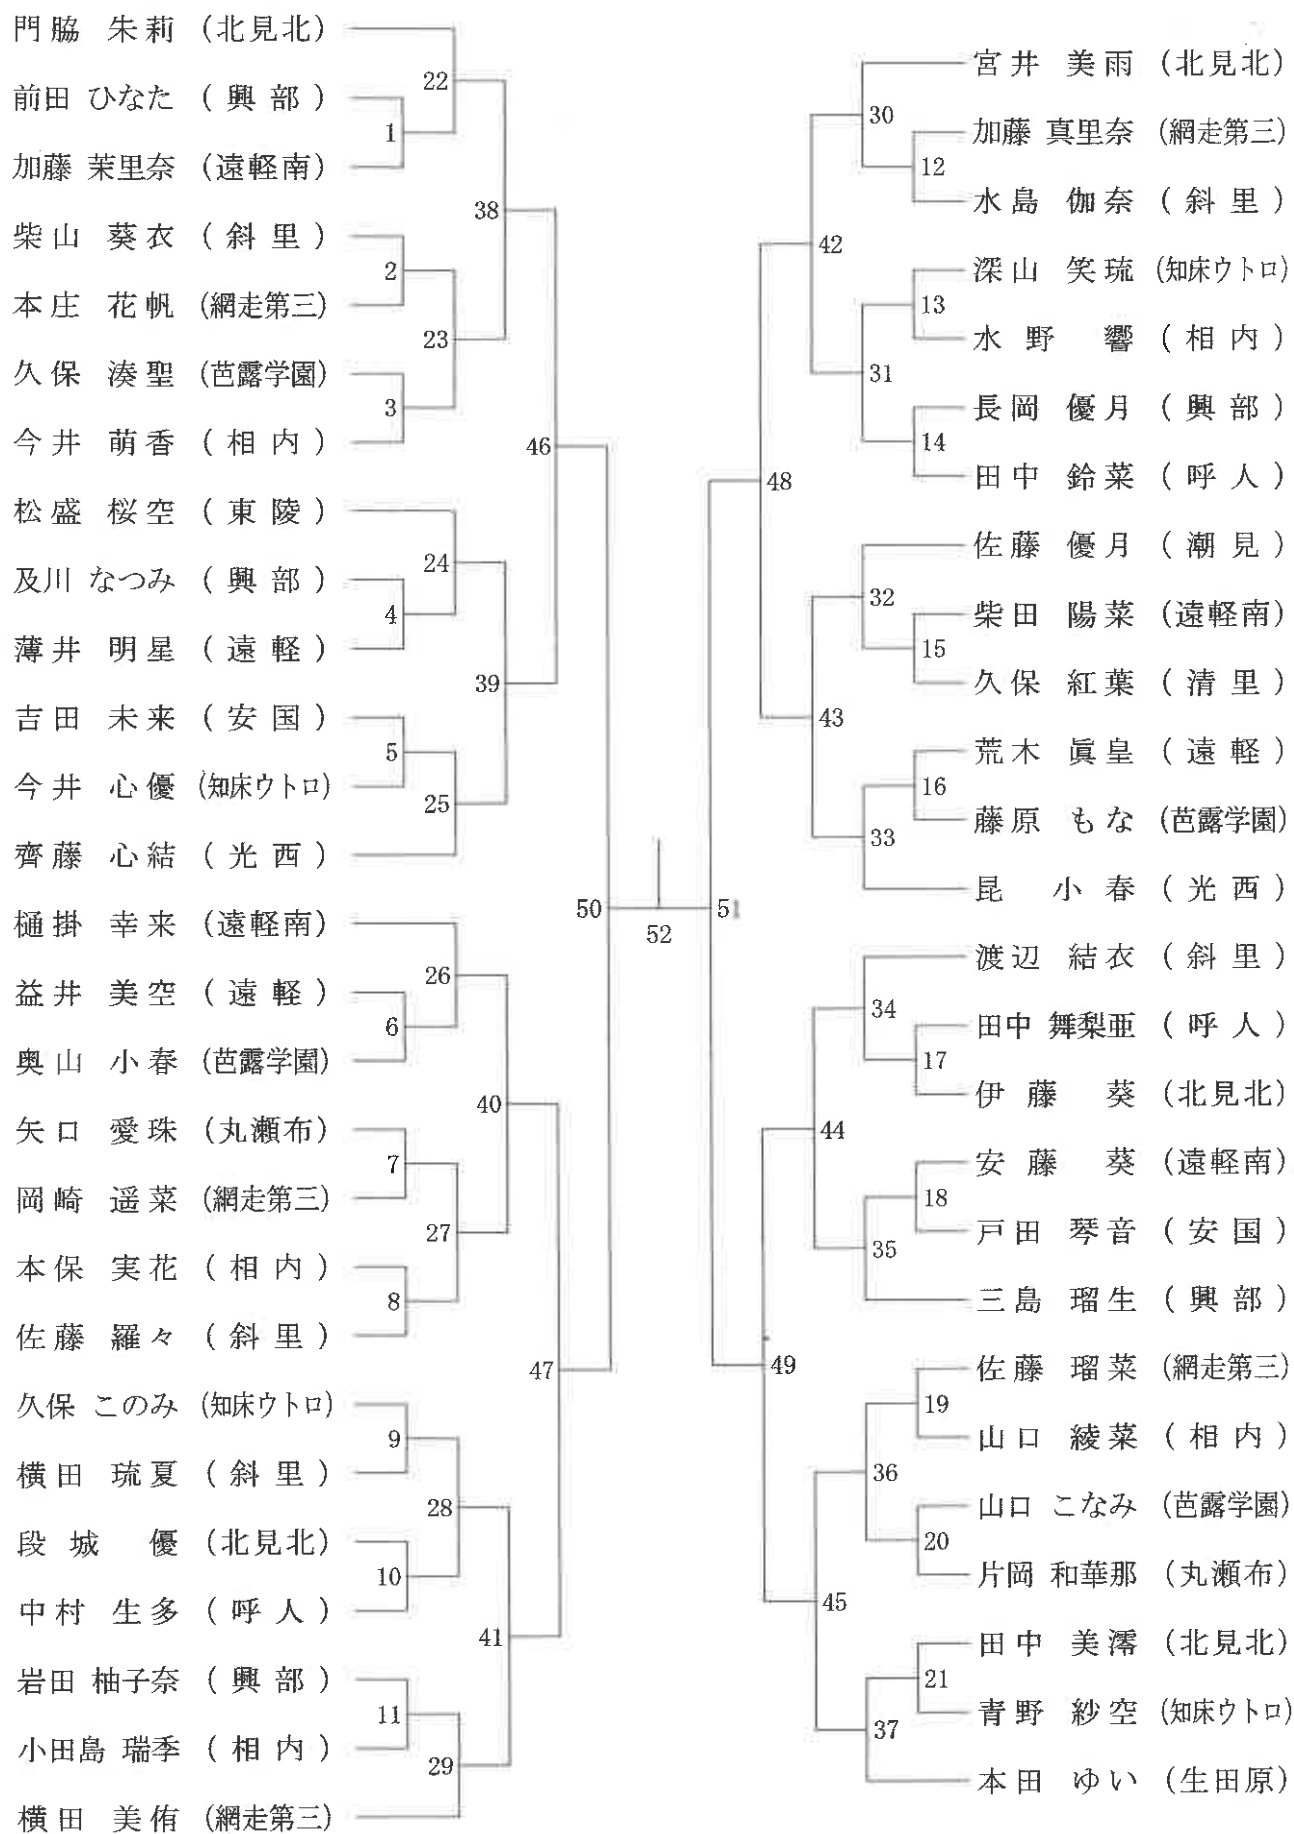 門脇 朱莉 (北見北)
前田 ひなた (興部)
加藤 茉里奈 (遠軽南)
柴山 葵衣 (斜里)
本庄 花帆 (網走第三)
久保 湊聖 (芭露学園)
今井 萌香 (相内)
松盛 桜空 (東陵)
及川 なつみ (興部)
薄井 明星 (遠軽)
吉田 未来 (安国)
今井 心優 (知床ウトロ)
齊藤 心結 (光西)
樋掛 幸来 (遠軽南)
益井 美空 (遠軽)
奥山 小春 (芭露学園)
矢口 愛珠 (丸瀬布)
岡崎 遥菜 (網走第三)
本保 実花 (相内)
佐藤 羅々 (斜里)
久保 このみ (知床ウトロ)
横田 琉夏 (斜里)
段城 優 (北見北)
中村 生多 (呼人)
岩田 柚子奈 (興部)
小田島 瑞季 (相内)
横田 美侑 (網走第三)
1
2
3
4
5
6
7
8
9
10
11
22
23
24
25
26
27
28
29
38
39
40
41
46
47
50
52
51
48
49
42
43
44
45
30
31
32
33
34
35
36
37
12
13
14
15
16
17
18
19
20
21
宮井 美雨 (北見北)
加藤 真里奈 (網走第三)
水島 伽奈 (斜里)
深山 笑琉 (知床ウトロ)
水野 響 (相内)
長岡 優月 (興部)
田中 鈴菜 (呼人)
佐藤 優月 (潮見)
柴田 陽菜 (遠軽南)
久保 紅葉 (清里)
荒木 眞皇 (遠軽)
藤原 もな (芭露学園)
昆 小春 (光西)
渡辺 結衣 (斜里)
田中 舞梨亜 (呼人)
伊藤 葵 (北見北)
安藤 葵 (遠軽南)
戸田 琴音 (安国)
三島 瑠生 (興部)
佐藤 瑠菜 (網走第三)
山口 綾菜 (相内)
山口 こなみ (芭露学園)
片岡 和華那 (丸瀬布)
田中 美澪 (北見北)
青野 紗空 (知床ウトロ)
本田 ゆい (生田原)